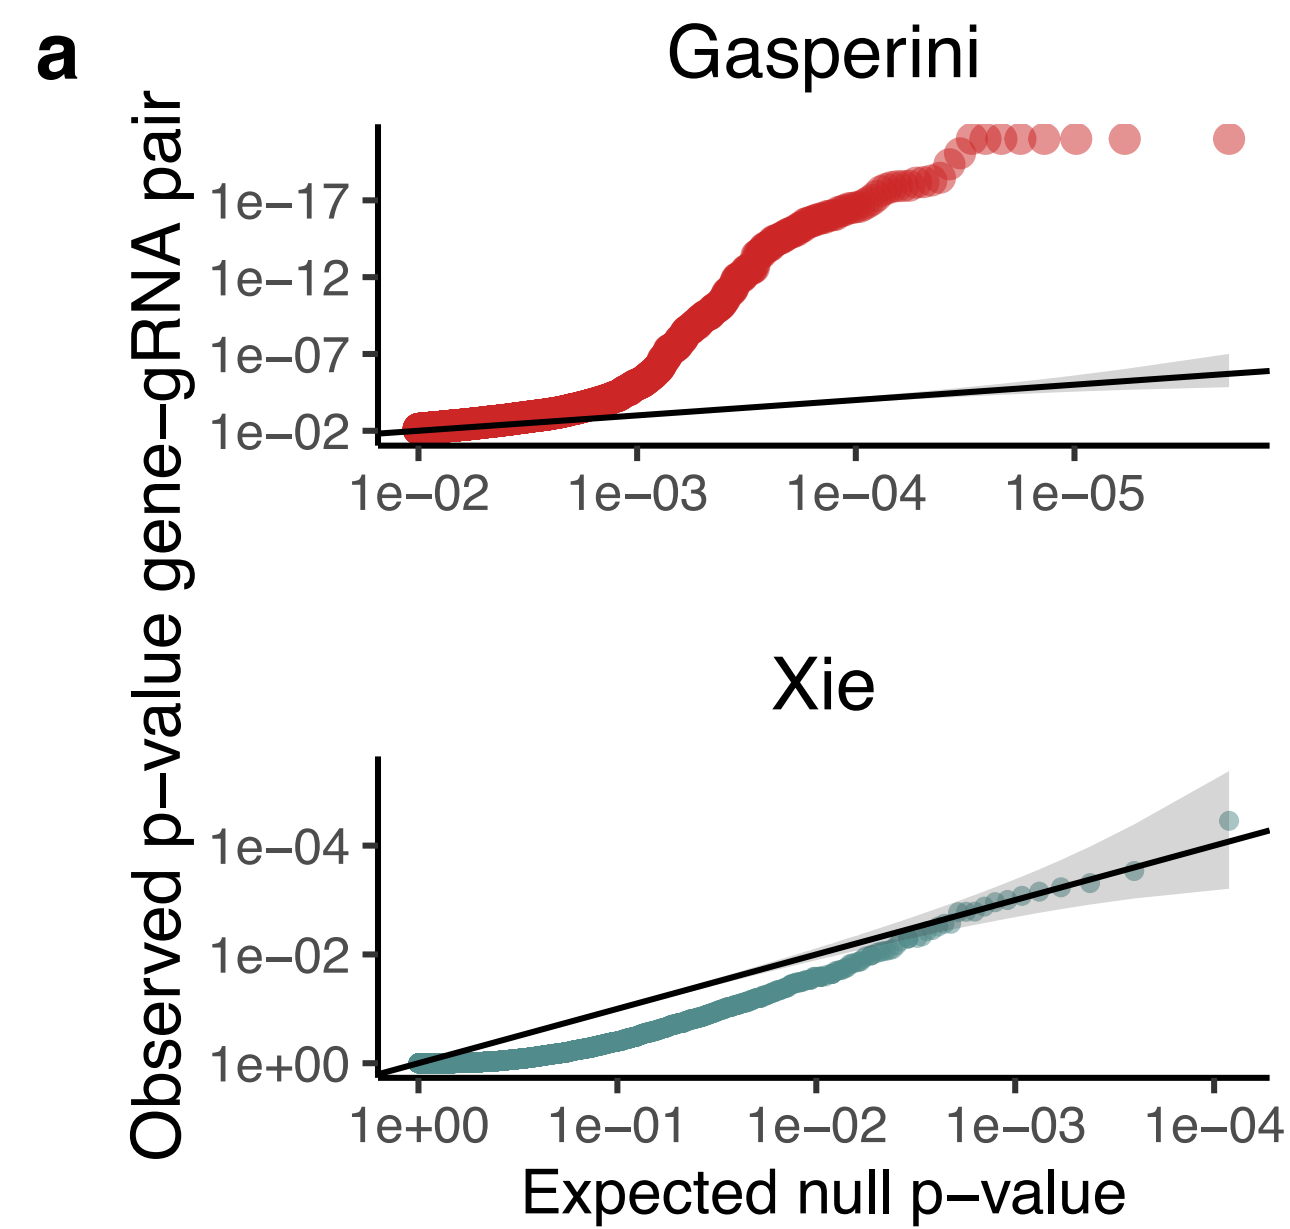 a
Gasperini
Observed p−value gene−gRNA pair
1e−17
1e−12
1e−07
1e−02
1e−02 1e−03 1e−04 1e−05
Xie
1e−04
1e−02
1e+00
1e+00 1e−01 1e−02 1e−03 1e−04
Expected null p−value